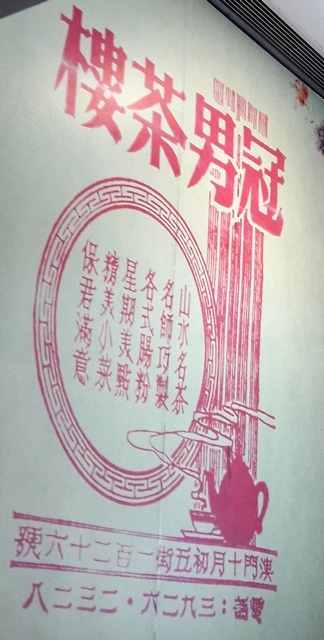 冠男茶樓
山水名茶
名師巧製
各式腸粉
星期美點
精美小菜
保君滿意
澳門十月初五街一百二十六號
電話：三九二六・二三二八